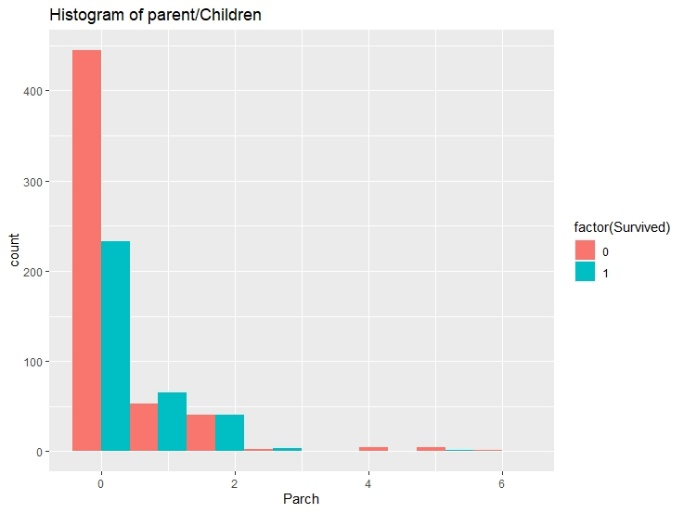 Histogram of parent/Children
400
300
200
100
0
count
0 2 4 6
Parch
factor(Survived)
0
1